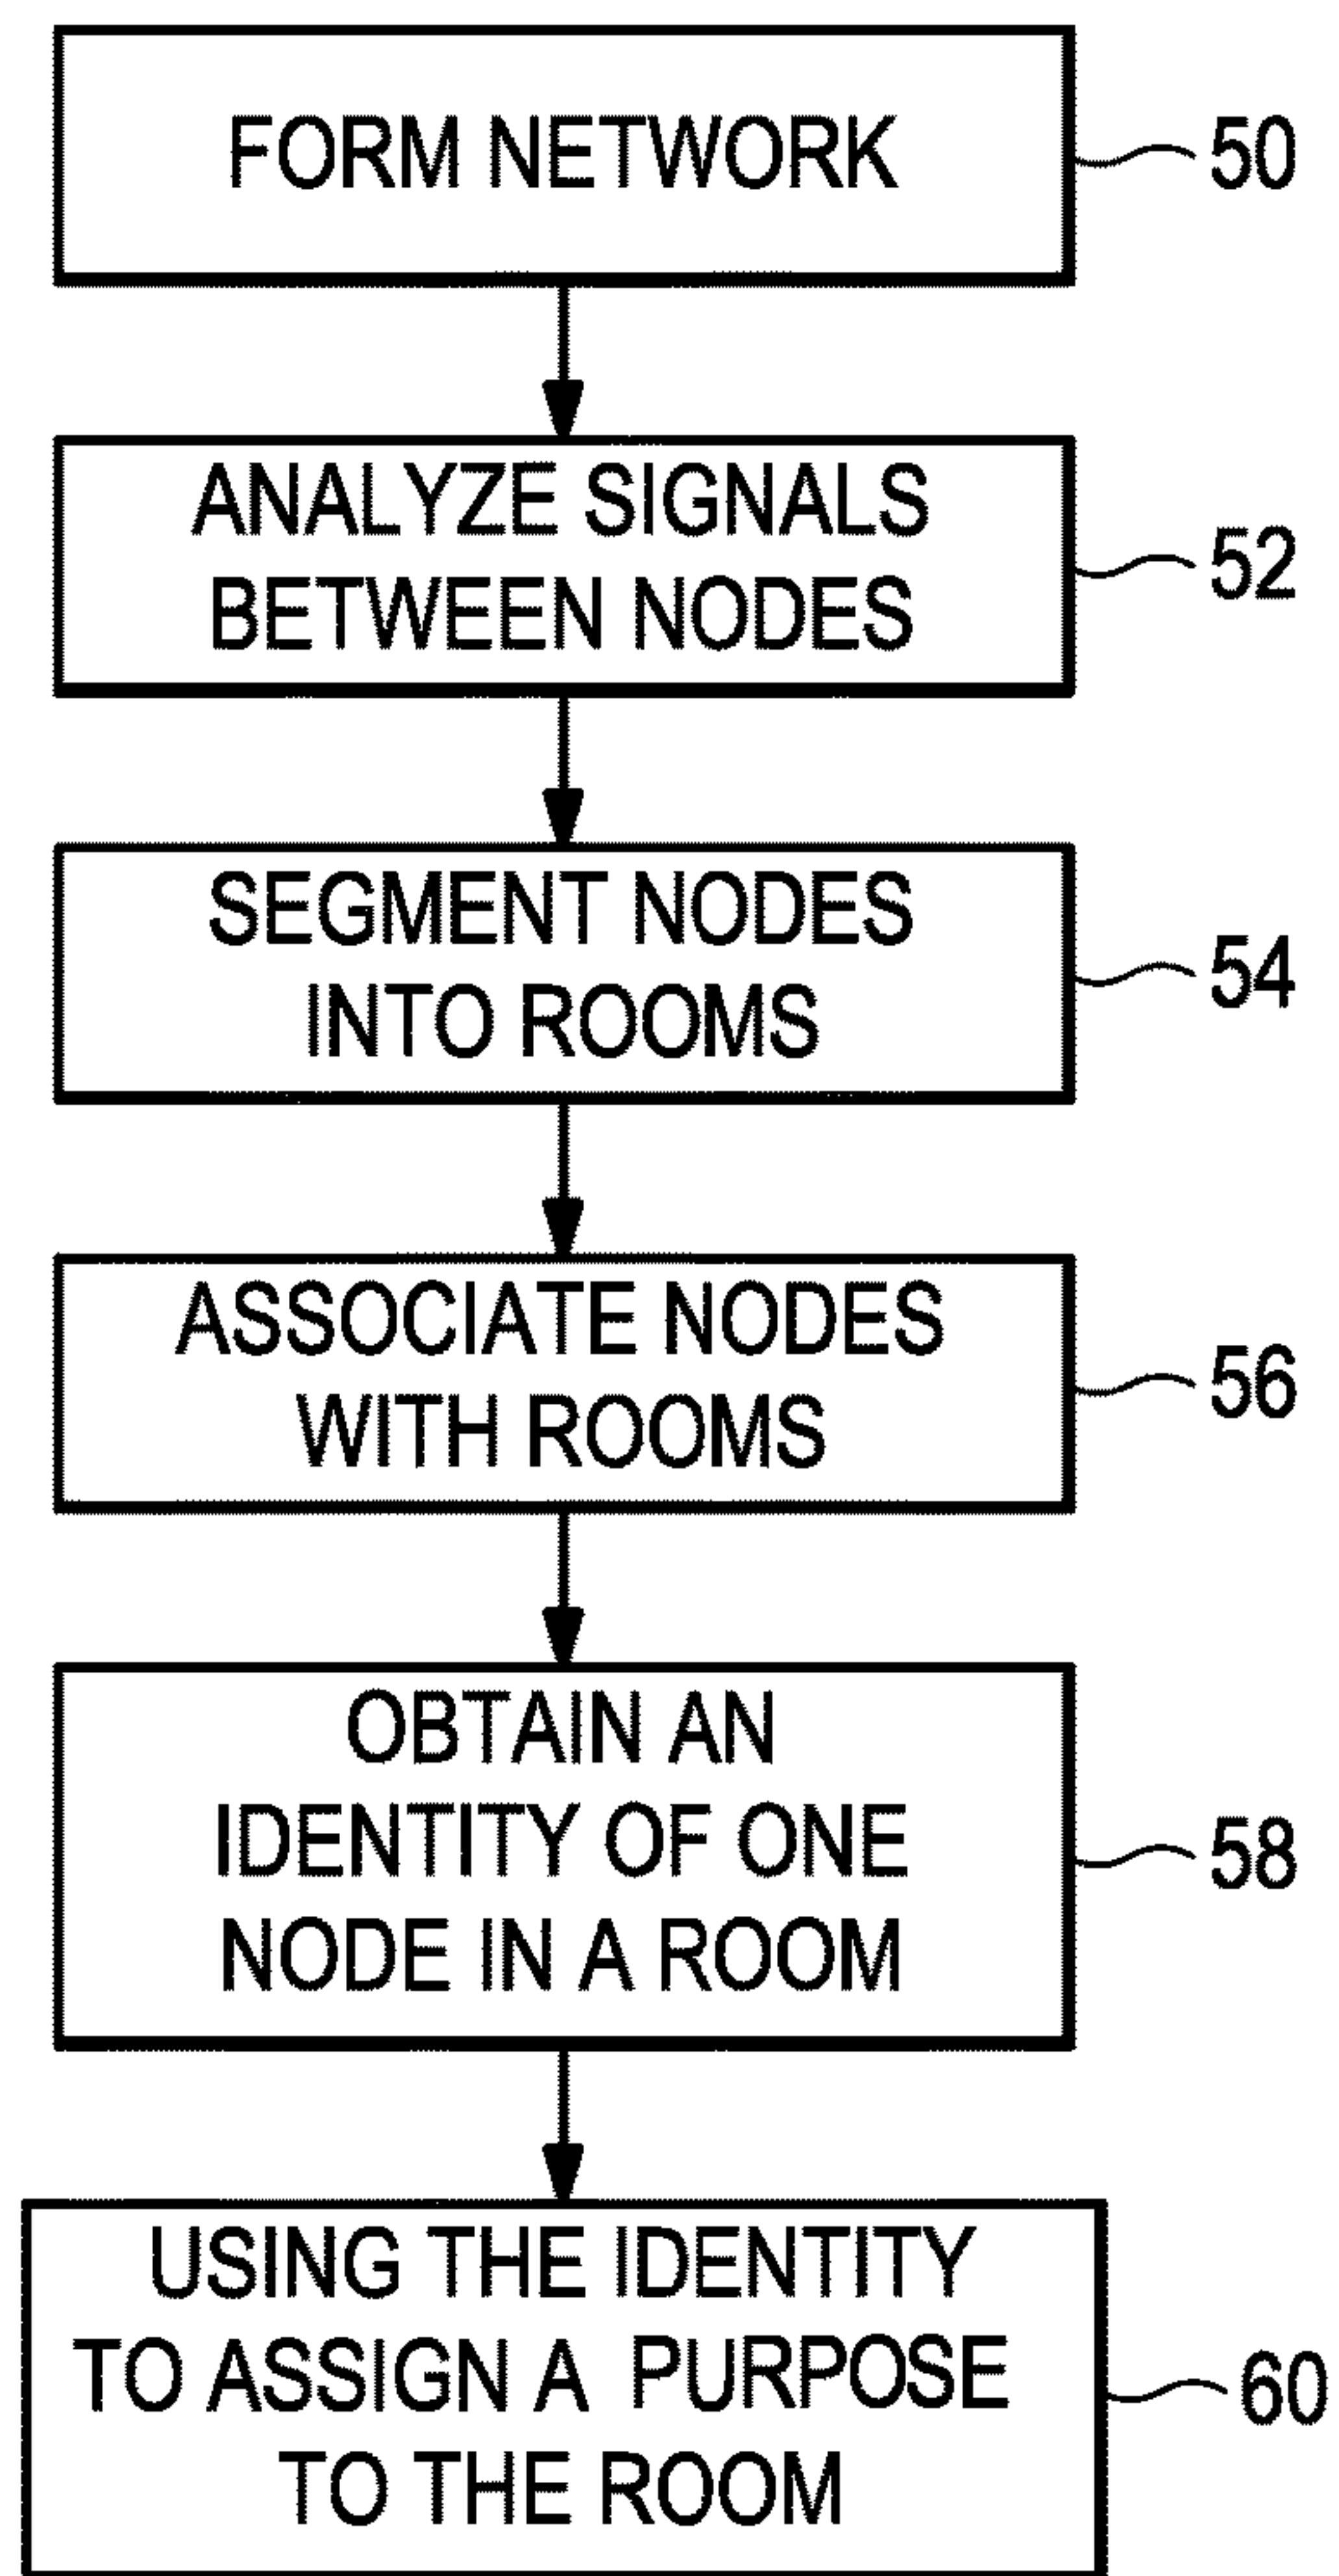 FORM NETWORK
50
ANALYZE SIGNALS
BETWEEN NODES
52
SEGMENT NODES
INTO ROOMS
54
ASSOCIATE NODES
WITH ROOMS
56
OBTAIN AN
IDENTITY OF ONE
NODE IN A ROOM
58
USING THE IDENTITY
TO ASSIGN A PURPOSE
TO THE ROOM
60